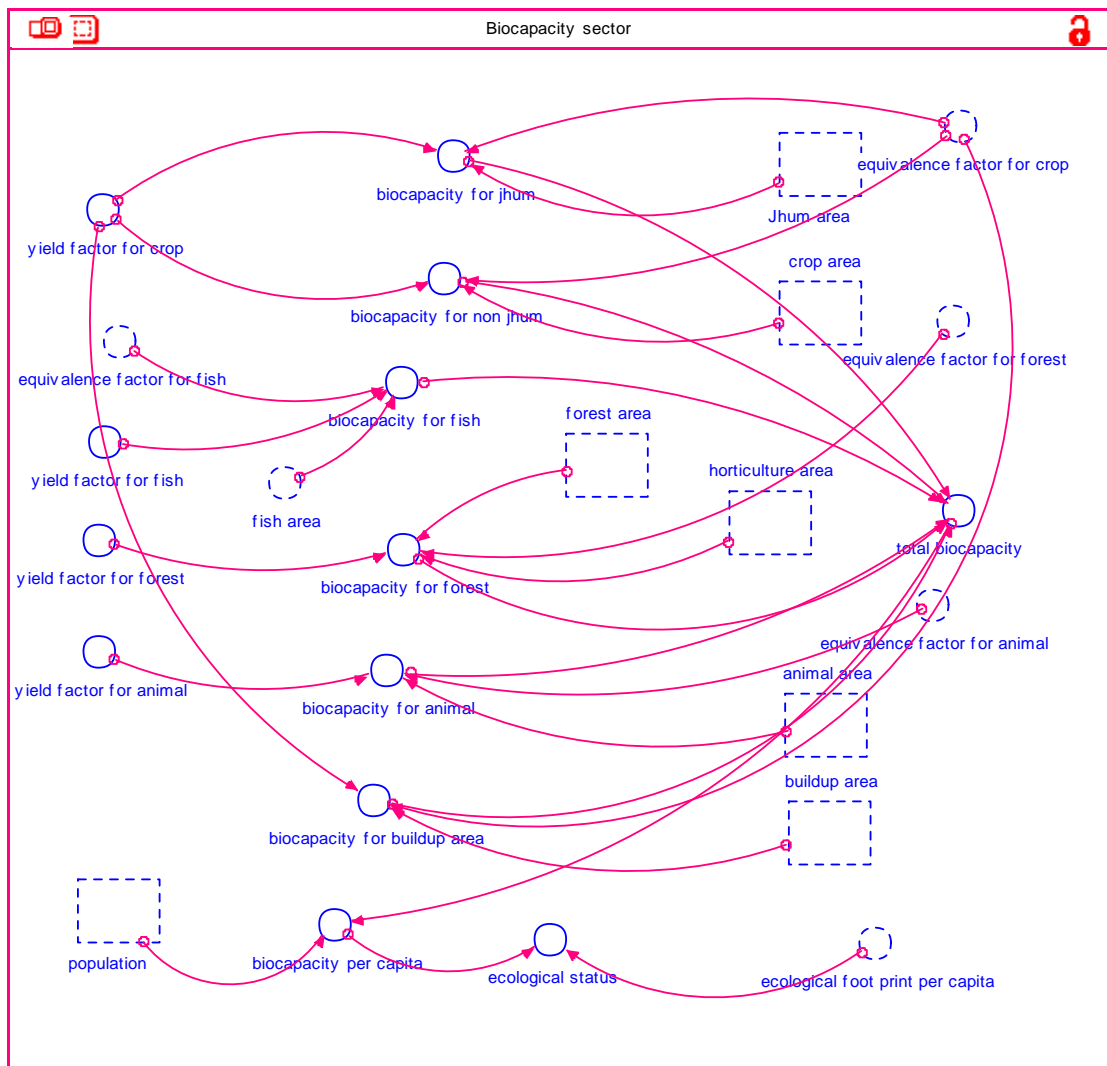 Biocapacity sector
equivalence factor for crop
biocapacity for jhum
Jhum area
yield factor for crop
crop area
biocapacity for non jhum
equivalence factor for forest
equivalence factor for fish
biocapacity for fish
forest area
horticulture area
yield factor for fish
fish area
total biocapacity
yield factor for forest
biocapacity for forest
equivalence factor for animal
animal area
yield factor for animal
biocapacity for animal
buildup area
biocapacity for buildup area
population
biocapacity per capita
ecological status
ecological foot print per capita